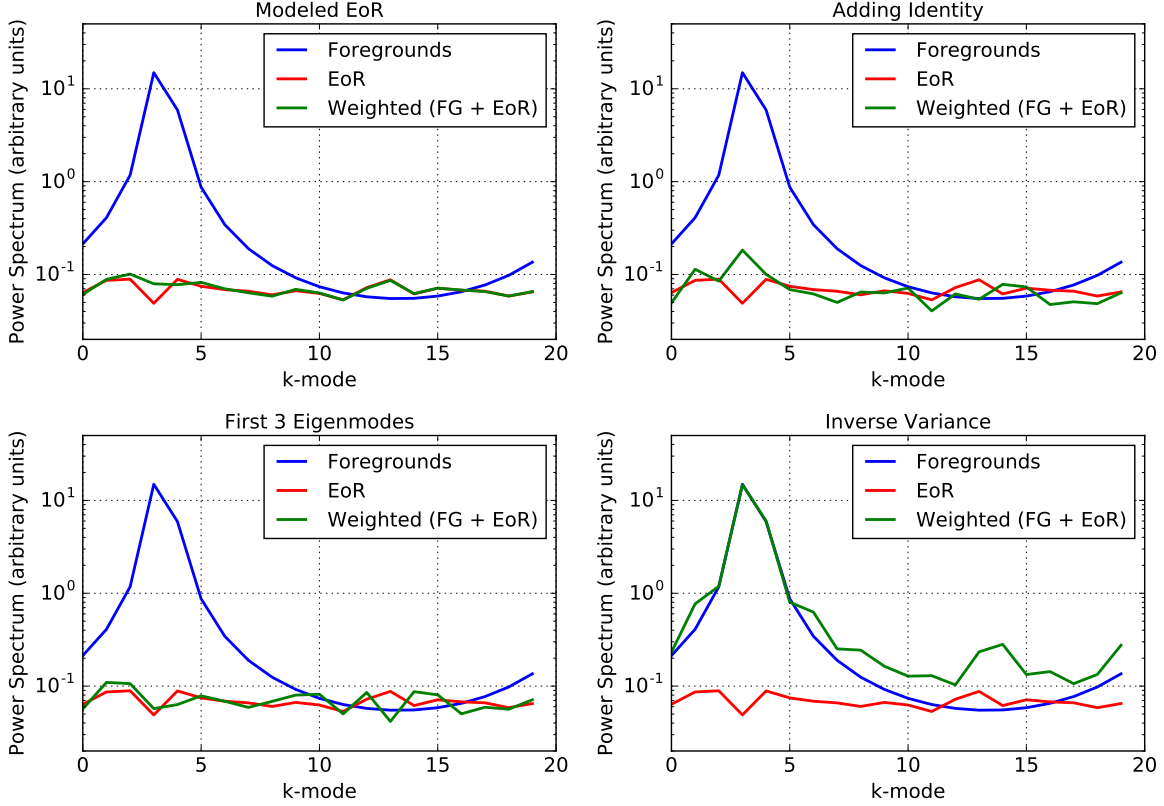 Modeled EoR
Power Spectrum (arbitrary units)
10^1
10^0
10^-1
Foregrounds
EoR
Weighted (FG + EoR)
0 5 10 15 20
k-mode
Adding Identity
Power Spectrum (arbitrary units)
10^1
10^0
10^-1
Foregrounds
EoR
Weighted (FG + EoR)
0 5 10 15 20
k-mode
First 3 Eigenmodes
Power Spectrum (arbitrary units)
10^1
10^0
10^-1
Foregrounds
EoR
Weighted (FG + EoR)
0 5 10 15 20
k-mode
Inverse Variance
Power Spectrum (arbitrary units)
10^1
10^0
10^-1
Foregrounds
EoR
Weighted (FG + EoR)
0 5 10 15 20
k-mode